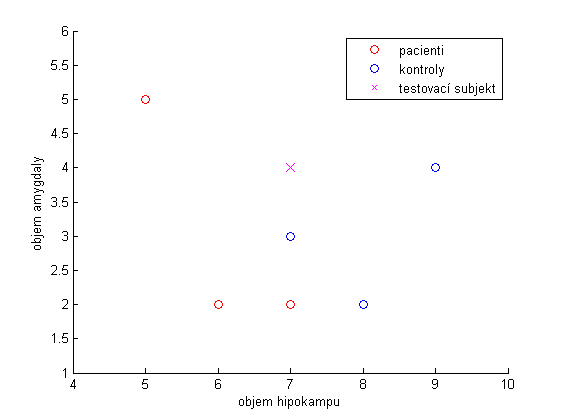 6
5.5
5
4.5
4
3.5
3
2.5
2
1.5
1
objem amygdaly
pacienti
kontroly
testovací subjekt
4 5 6 7 8 9 10
objem hipokampu